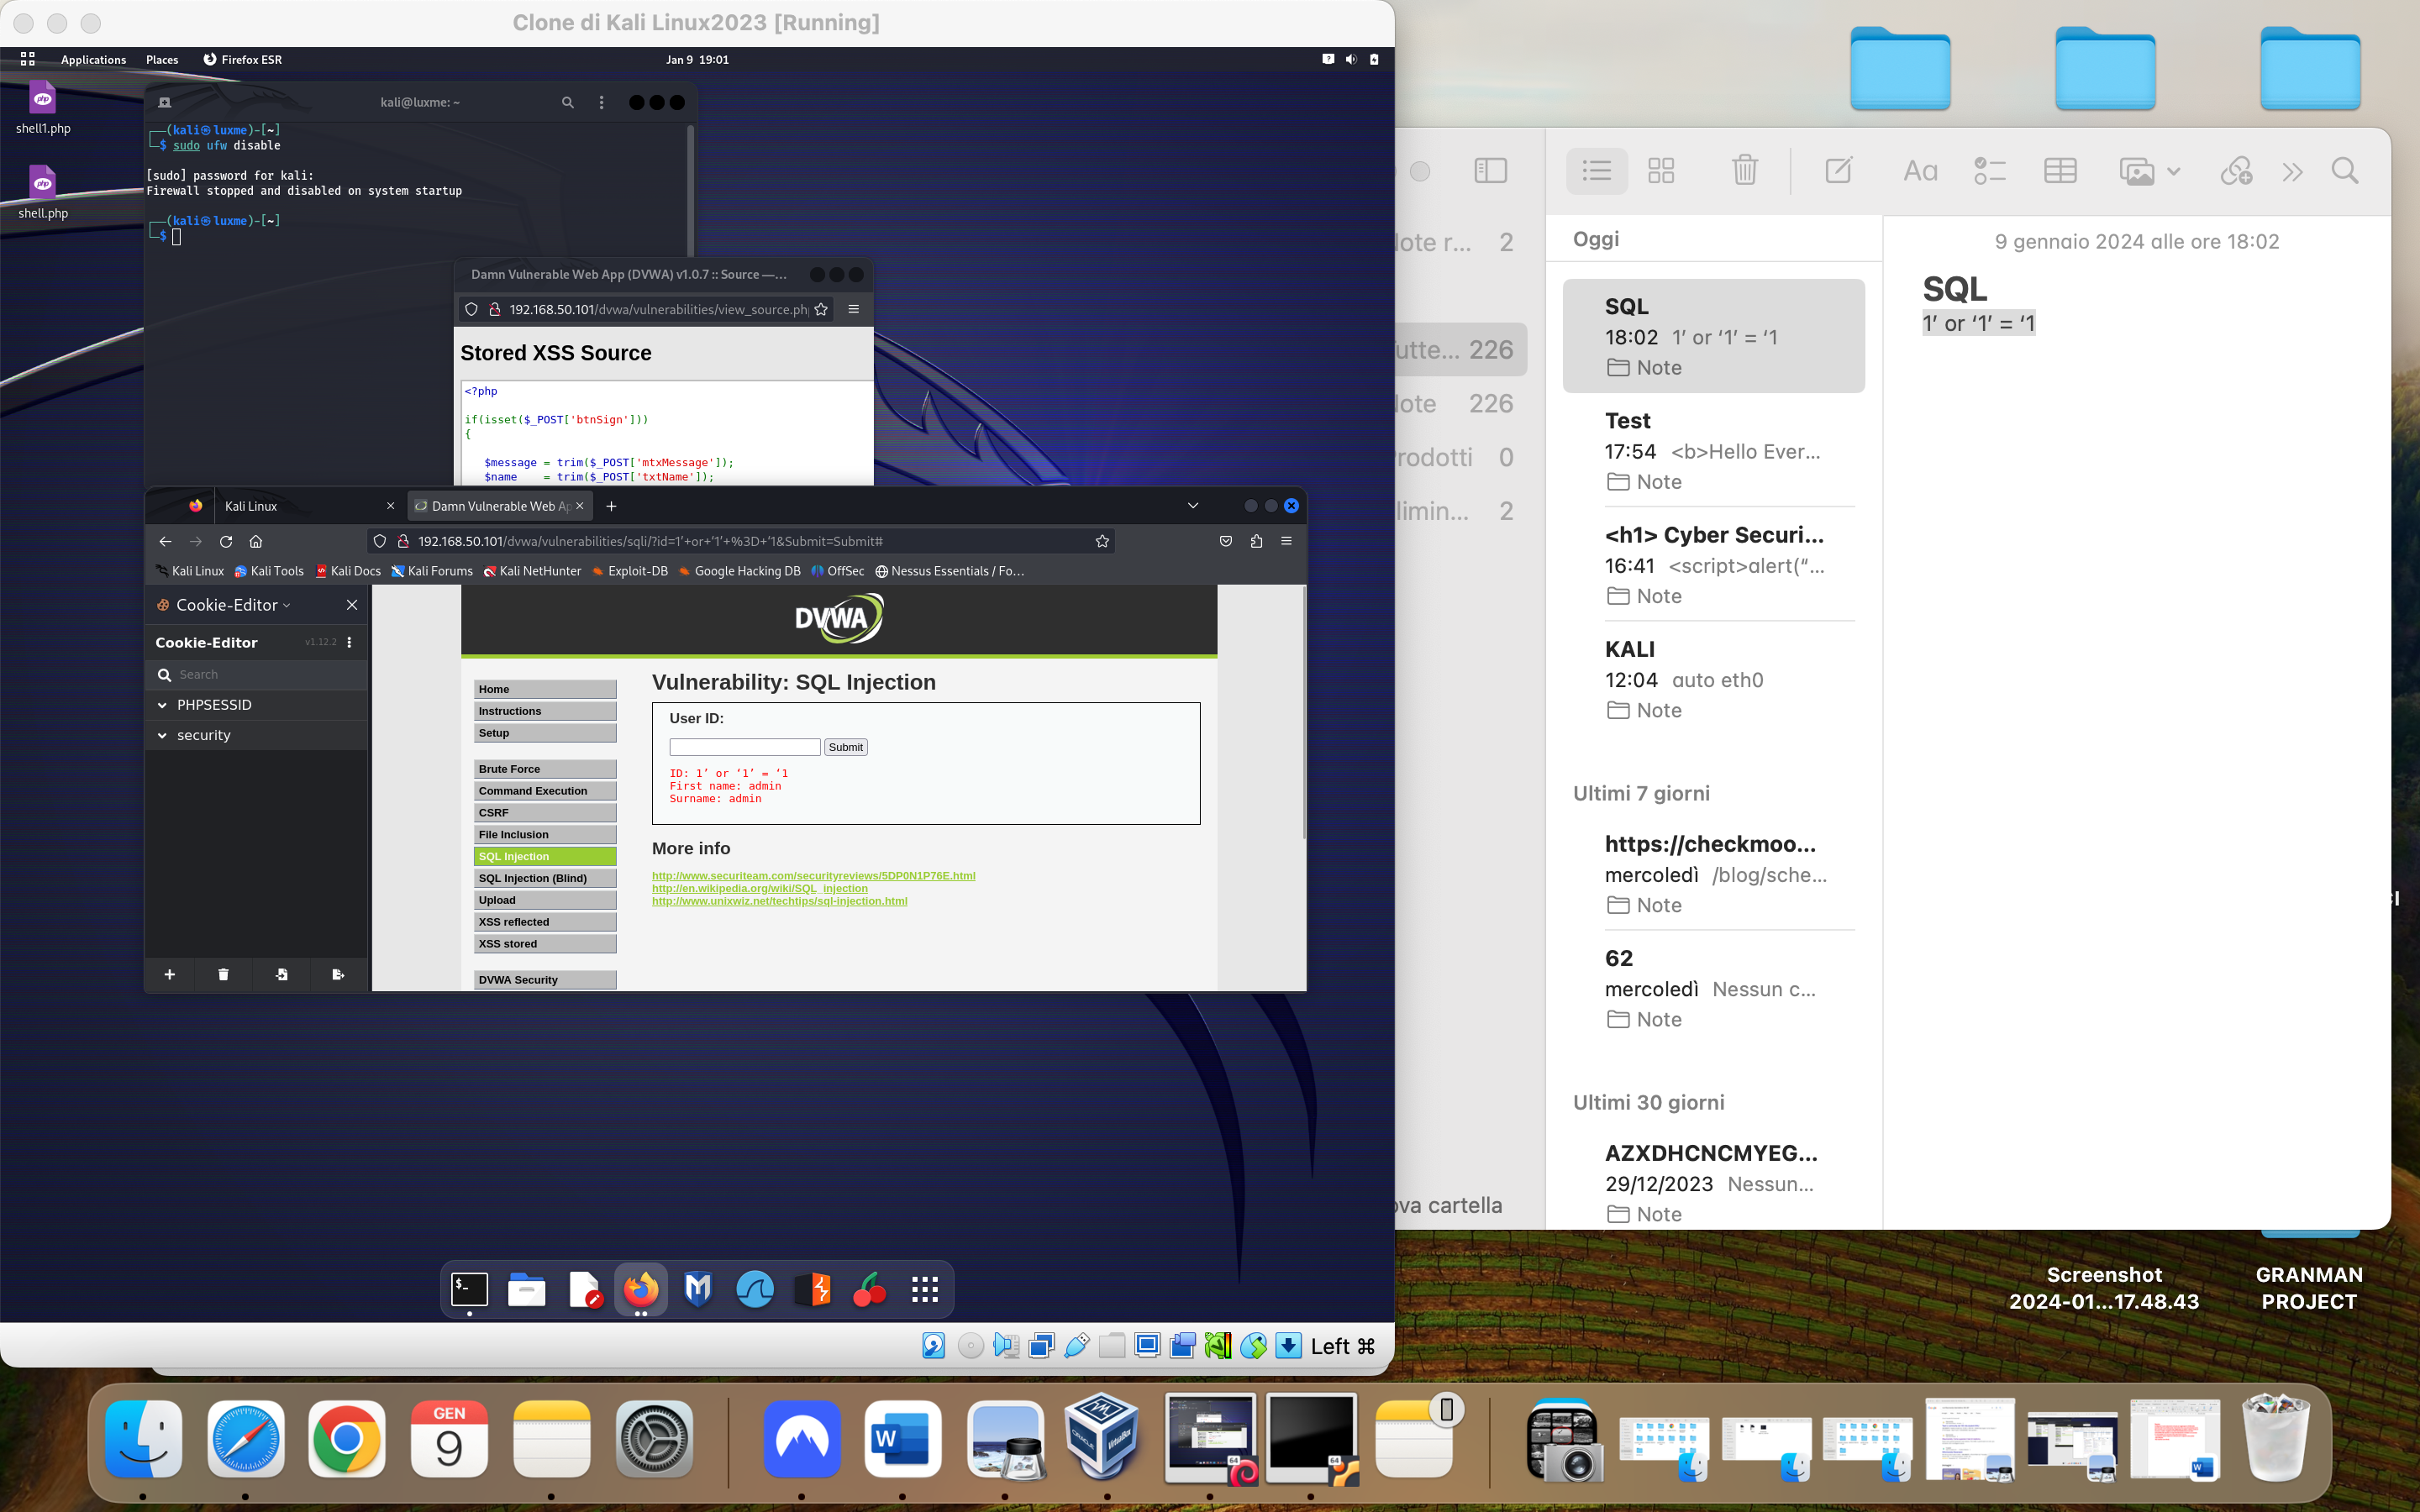 Clone di Kali Linux2023 [Running]
Applications Places Firefox ESR
Jan 9 19:01
shell1.php
shell.php
kali@luxme: ~
(kali㉿luxme)-[~]
$ sudo ufw disable
[sudo] password for kali:
Firewall stopped and disabled on system startup
(kali㉿luxme)-[~]
$
Damn Vulnerable Web App (DVWA) v1.0.7 :: Source —...
192.168.50.101/dvwa/vulnerabilities/view_source.ph
Stored XSS Source
<?php
if(isset($_POST['btnSign']))
{
$message = trim($_POST['mtxMessage']);
$name = trim($_POST['txtName']);
Kali Linux
Damn Vulnerable Web Ap
192.168.50.101/dvwa/vulnerabilities/sqli/?id=1’+or+‘1’+%3D+‘1&Submit=Submit#
Kali Linux Kali Tools Kali Docs Kali Forums Kali NetHunter Exploit-DB Google Hacking DB OffSec Nessus Essentials / Fo...
Cookie-Editor
Cookie-Editor v1.12.2
Search
PHPSESSID
security
DVWA
Home
Instructions
Setup
Brute Force
Command Execution
CSRF
File Inclusion
SQL Injection
SQL Injection (Blind)
Upload
XSS reflected
XSS stored
DVWA Security
Vulnerability: SQL Injection
User ID:
Submit
ID: 1’ or ‘1’ = ‘1
First name: admin
Surname: admin
More info
http://www.securiteam.com/securityreviews/5DP0N1P76E.html
http://en.wikipedia.org/wiki/SQL_injection
http://www.unixwiz.net/techtips/sql-injection.html
Left ⌘
ote r... 2
utte... 226
ote 226
rodotti 0
limin... 2
ova cartella
Oggi
SQL
18:02 1’ or ‘1’ = ‘1
Note
Test
17:54 <b>Hello Ever...
Note
<h1> Cyber Securi...
16:41 <script>alert(“...
Note
KALI
12:04 auto eth0
Note
Ultimi 7 giorni
https://checkmoo...
mercoledì /blog/sche...
Note
62
mercoledì Nessun c...
Note
Ultimi 30 giorni
AZXDHCNCMYEG...
29/12/2023 Nessun...
Note
9 gennaio 2024 alle ore 18:02
SQL
1’ or ‘1’ = ‘1
Screenshot
2024-01...17.48.43
GRANMAN
PROJECT
GEN
9